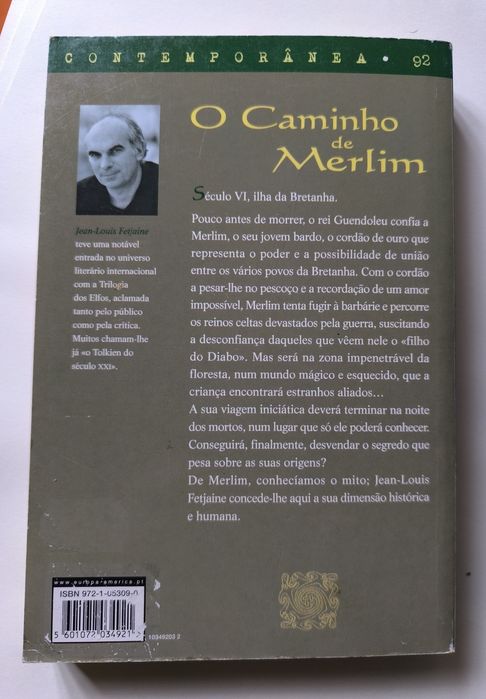 CONTEMPORÂNEA • 92
O Caminho
de
Merlim
Século VI, ilha da Bretanha.
Pouco antes de morrer, o rei Guendoleu confia a
Merlim, o seu jovem bardo, o cordão de ouro que
representa o poder e a possibilidade de união
entre os vários povos da Bretanha. Com o cordão
a pesar-lhe no pescoço e a recordação de um amor
impossível, Merlim tenta fugir à barbárie e percorre
os reinos celtas devastados pela guerra, suscitando
a desconfiança daqueles que vêem nele o «filho
do Diabo». Mas será na zona impenetrável da
floresta, num mundo mágico e esquecido, que a
criança encontrará estranhos aliados...
A sua viagem iniciática deverá terminar na noite
dos mortos, num lugar que só ele poderá conhecer.
Conseguirá, finalmente, desvendar o segredo que
pesa sobre as suas origens?
De Merlim, conhecíamos o mito; Jean-Louis
Fetjaine concede-lhe aqui a sua dimensão histórica
e humana.
Jean-Louis Fetjaine
teve uma notável
entrada no universo
literário internacional
com a Trilogia
dos Elfos, aclamada
tanto pelo público
como pela crítica.
Muitos chamam-lhe
já «o Tolkien do
século XXI».
www.europa-america.pt
ISBN 972-1-05309-0
5 601072 034921
10349203 2